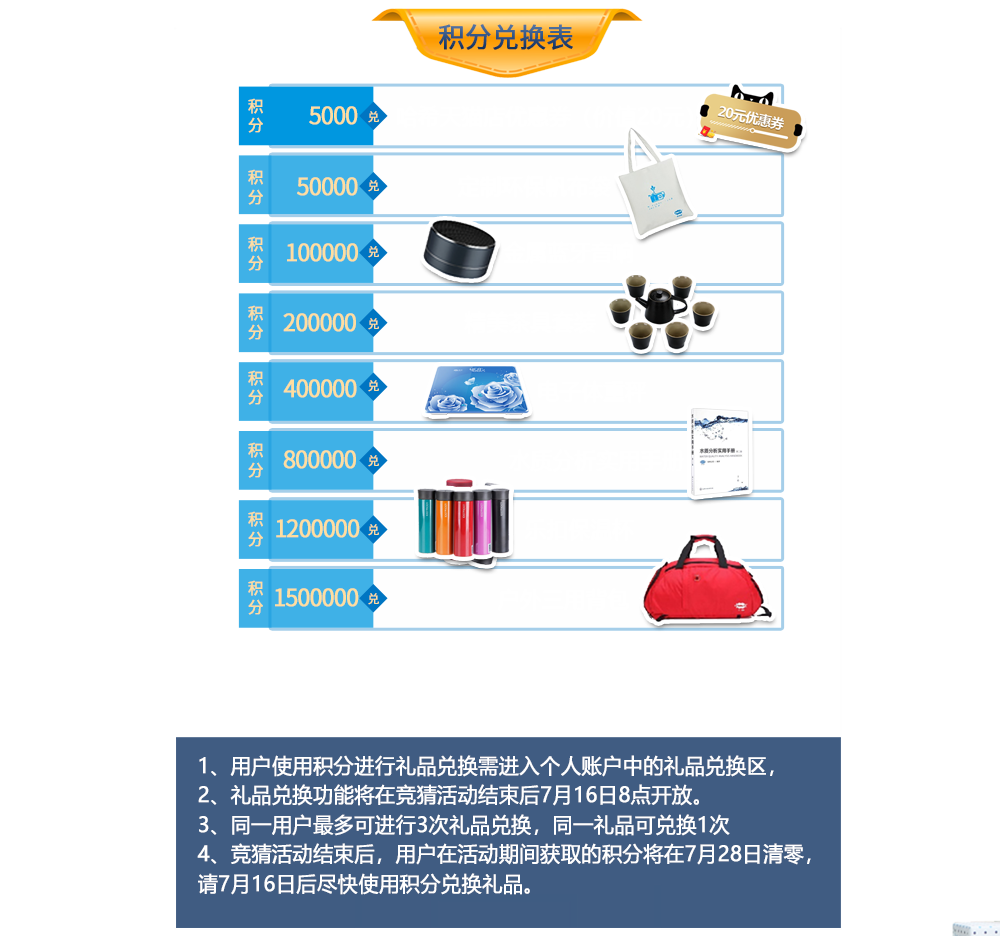 积分兑换表
积分 5000 兑
20元优惠券
积分 50000 兑
积分 100000 兑
积分 200000 兑
积分 400000 兑
积分 800000 兑
水质分析实用手册
积分 1200000 兑
积分 1500000 兑
1、用户使用积分进行礼品兑换需进入个人账户中的礼品兑换区，
2、礼品兑换功能将在竞猜活动结束后7月16日8点开放。
3、同一用户最多可进行3次礼品兑换，同一礼品可兑换1次
4、竞猜活动结束后，用户在活动期间获取的积分将在7月28日清零，
请7月16日后尽快使用积分兑换礼品。